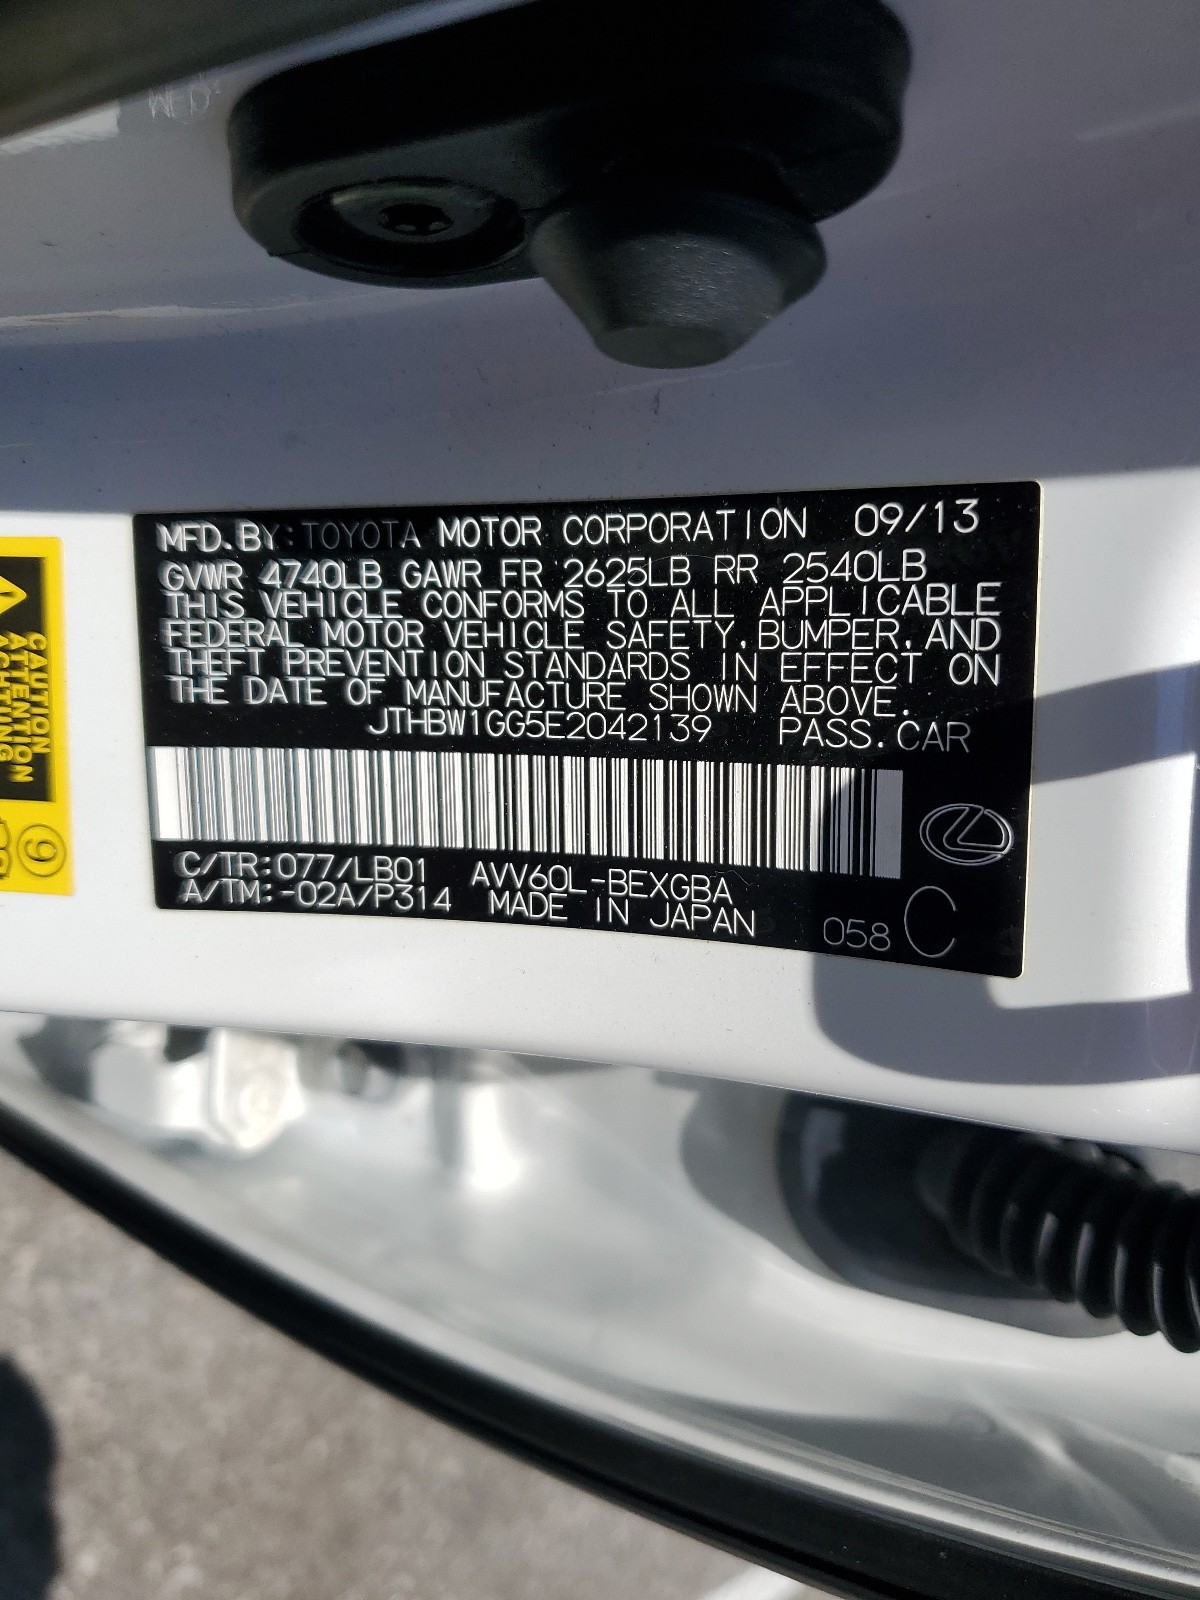 MFD.BY:TOYOTA MOTOR CORPORATION 09/13
GVWR 4740LB GAWR FR 2625LB RR 2540LB
THIS VEHICLE CONFORMS TO ALL APPLICABLE
FEDERAL MOTOR VEHICLE SAFETY,BUMPER,AND
THEFT PREVENTION STANDARDS IN EFFECT ON
THE DATE OF MANUFACTURE SHOWN ABOVE.
JTHBW1GG5E2042139 PASS.CAR
C/TR:077/LB01 AVV60L-BEXGBA
A/TM:-02A/P314 MADE IN JAPAN 058 C
CAUTION
ATTENTION
ACHTUNG
9